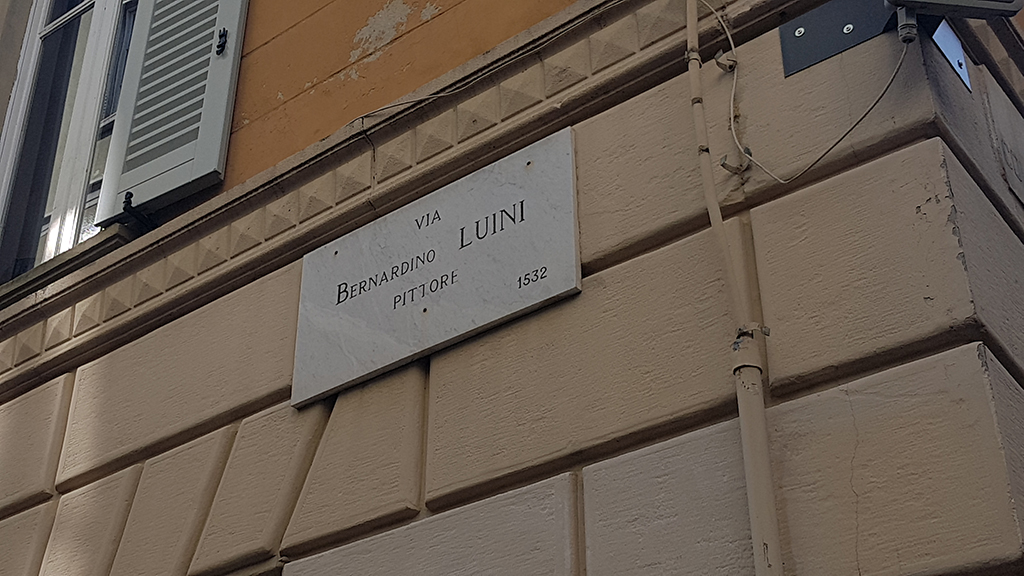 VIA
BERNARDINO LUINI
PITTORE 1532